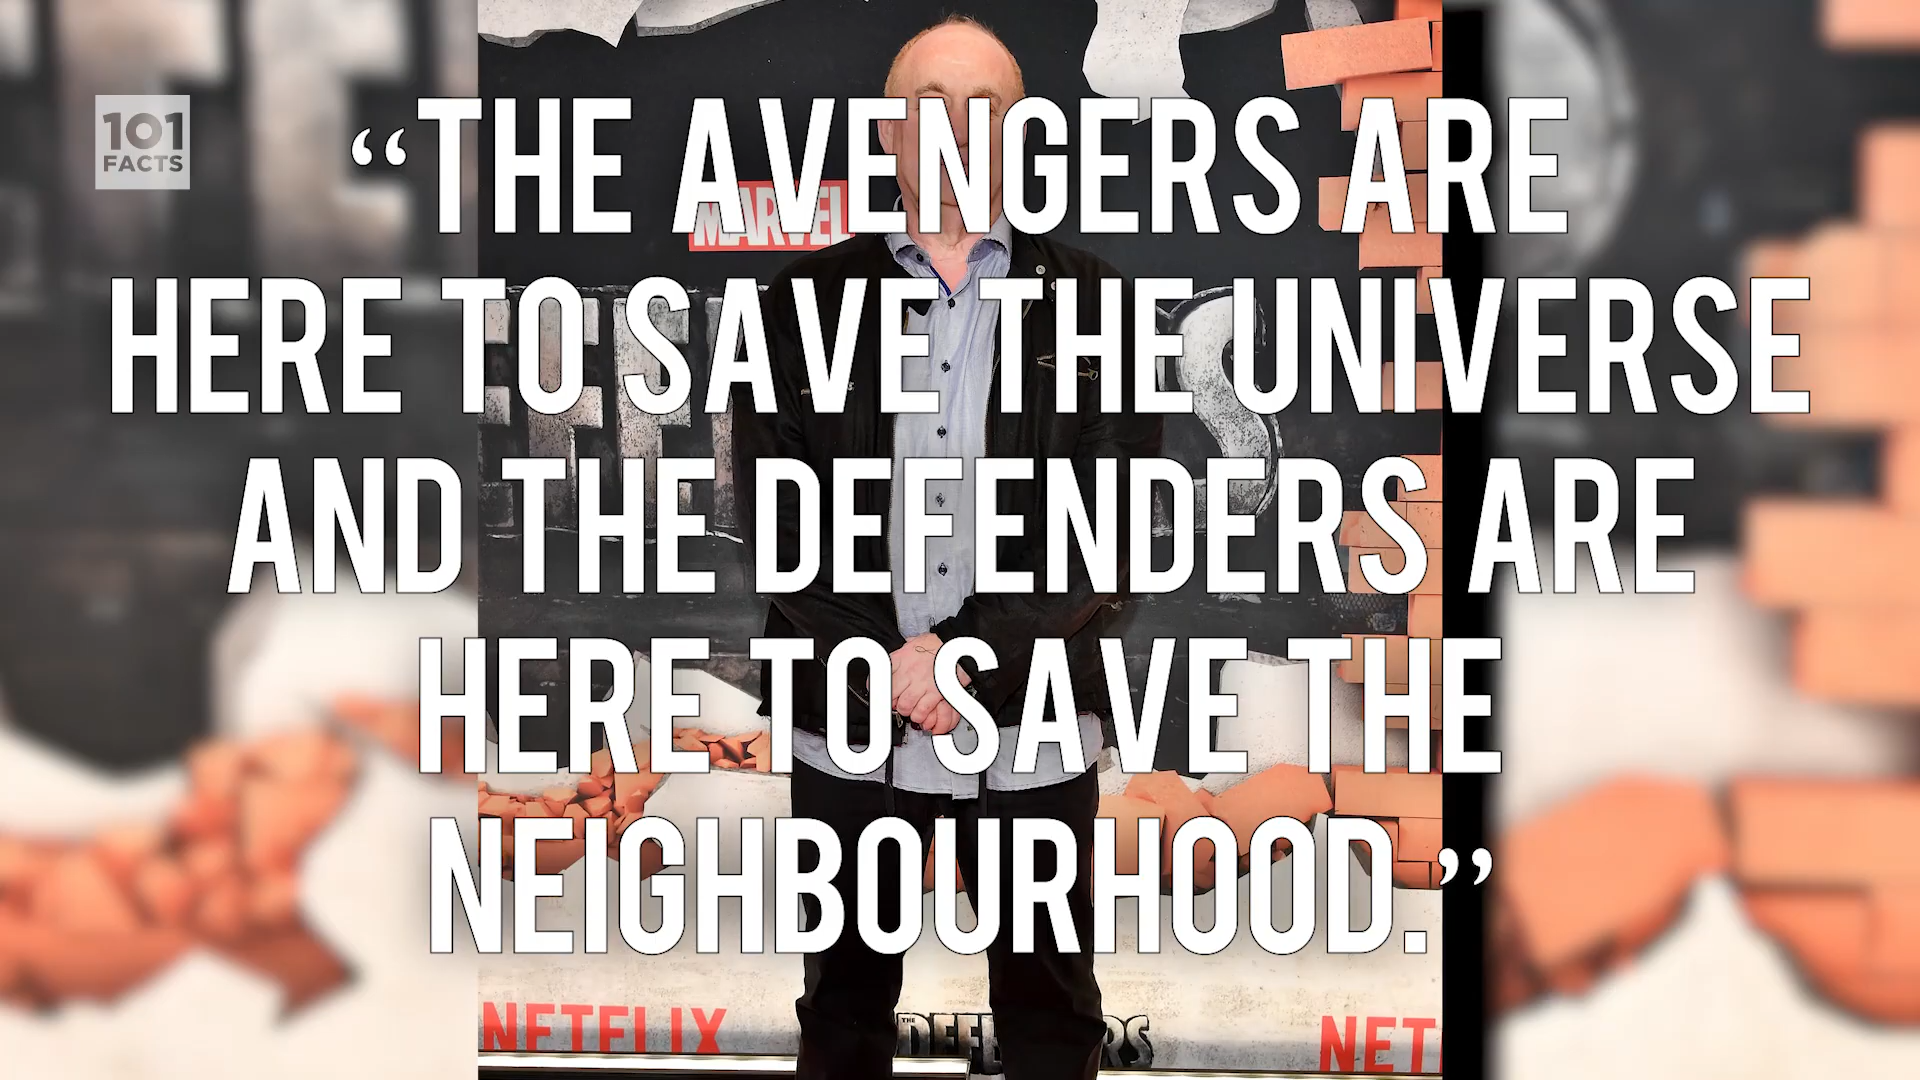 101
FACTS
“THE AVENGERS ARE
HERE TO SAVE THE UNIVERSE
AND THE DEFENDERS ARE
HERE TO SAVE THE
NEIGHBOURHOOD.”
MARVEL
NETFLIX
THE
NET